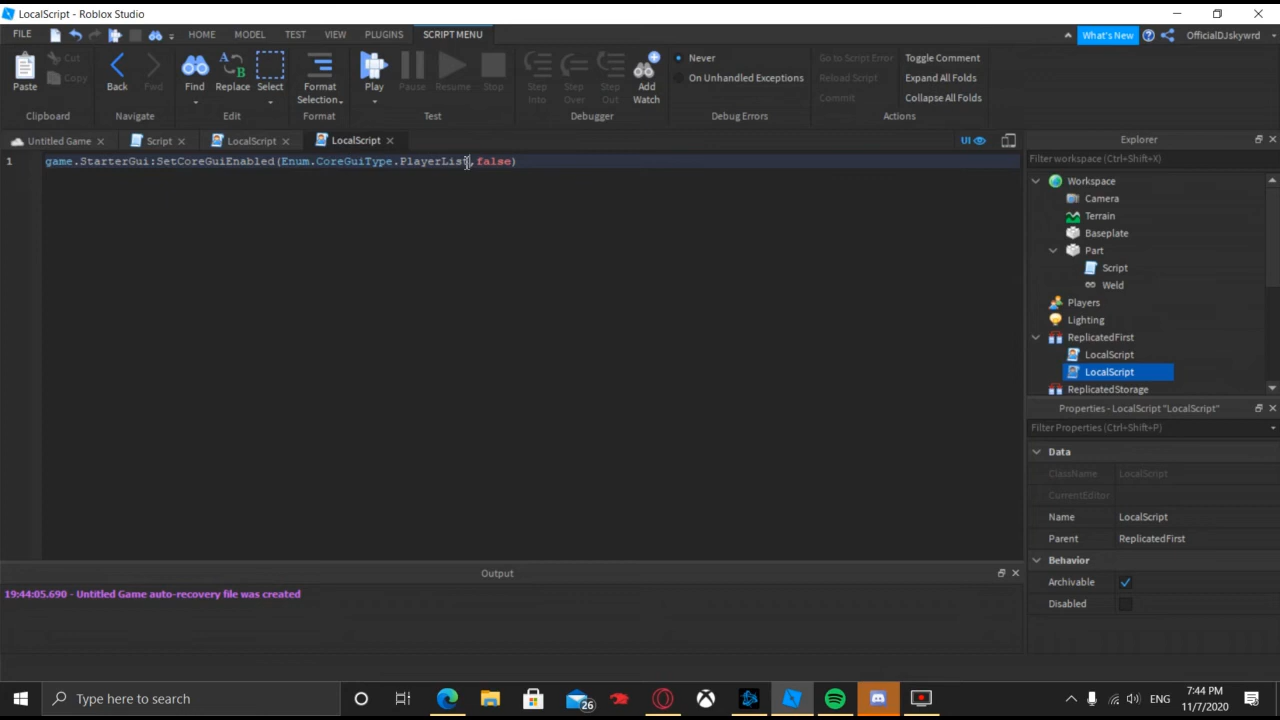 LocalScript - Roblox Studio
FILE HOME MODEL TEST VIEW PLUGINS SCRIPT MENU What's New OfficialDJskywrd
Paste Cut Copy Back Fwd Find Replace Select Format Selection Play Pause Resume Stop Step Into Step Over Step Out Add Watch Never On Unhandled Exceptions Go to Script Error Reload Script Commit Toggle Comment Expand All Folds Collapse All Folds
Clipboard Navigate Edit Format Test Debugger Debug Errors Actions
Untitled Game Script LocalScript LocalScript UI
1 game.StarterGui:SetCoreGuiEnabled(Enum.CoreGuiType.PlayerList,false)
Explorer
Filter workspace (Ctrl+Shift+X)
Workspace
Camera
Terrain
Baseplate
Part
Script
Weld
Players
Lighting
ReplicatedFirst
LocalScript
LocalScript
ReplicatedStorage
Properties - LocalScript "LocalScript"
Filter Properties (Ctrl+Shift+P)
Data
ClassName LocalScript
CurrentEditor
Name LocalScript
Parent ReplicatedFirst
Behavior
Archivable
Disabled
Output
19:44:05.690 - Untitled Game auto-recovery file was created
Type here to search
26
ENG
7:44 PM
11/7/2020